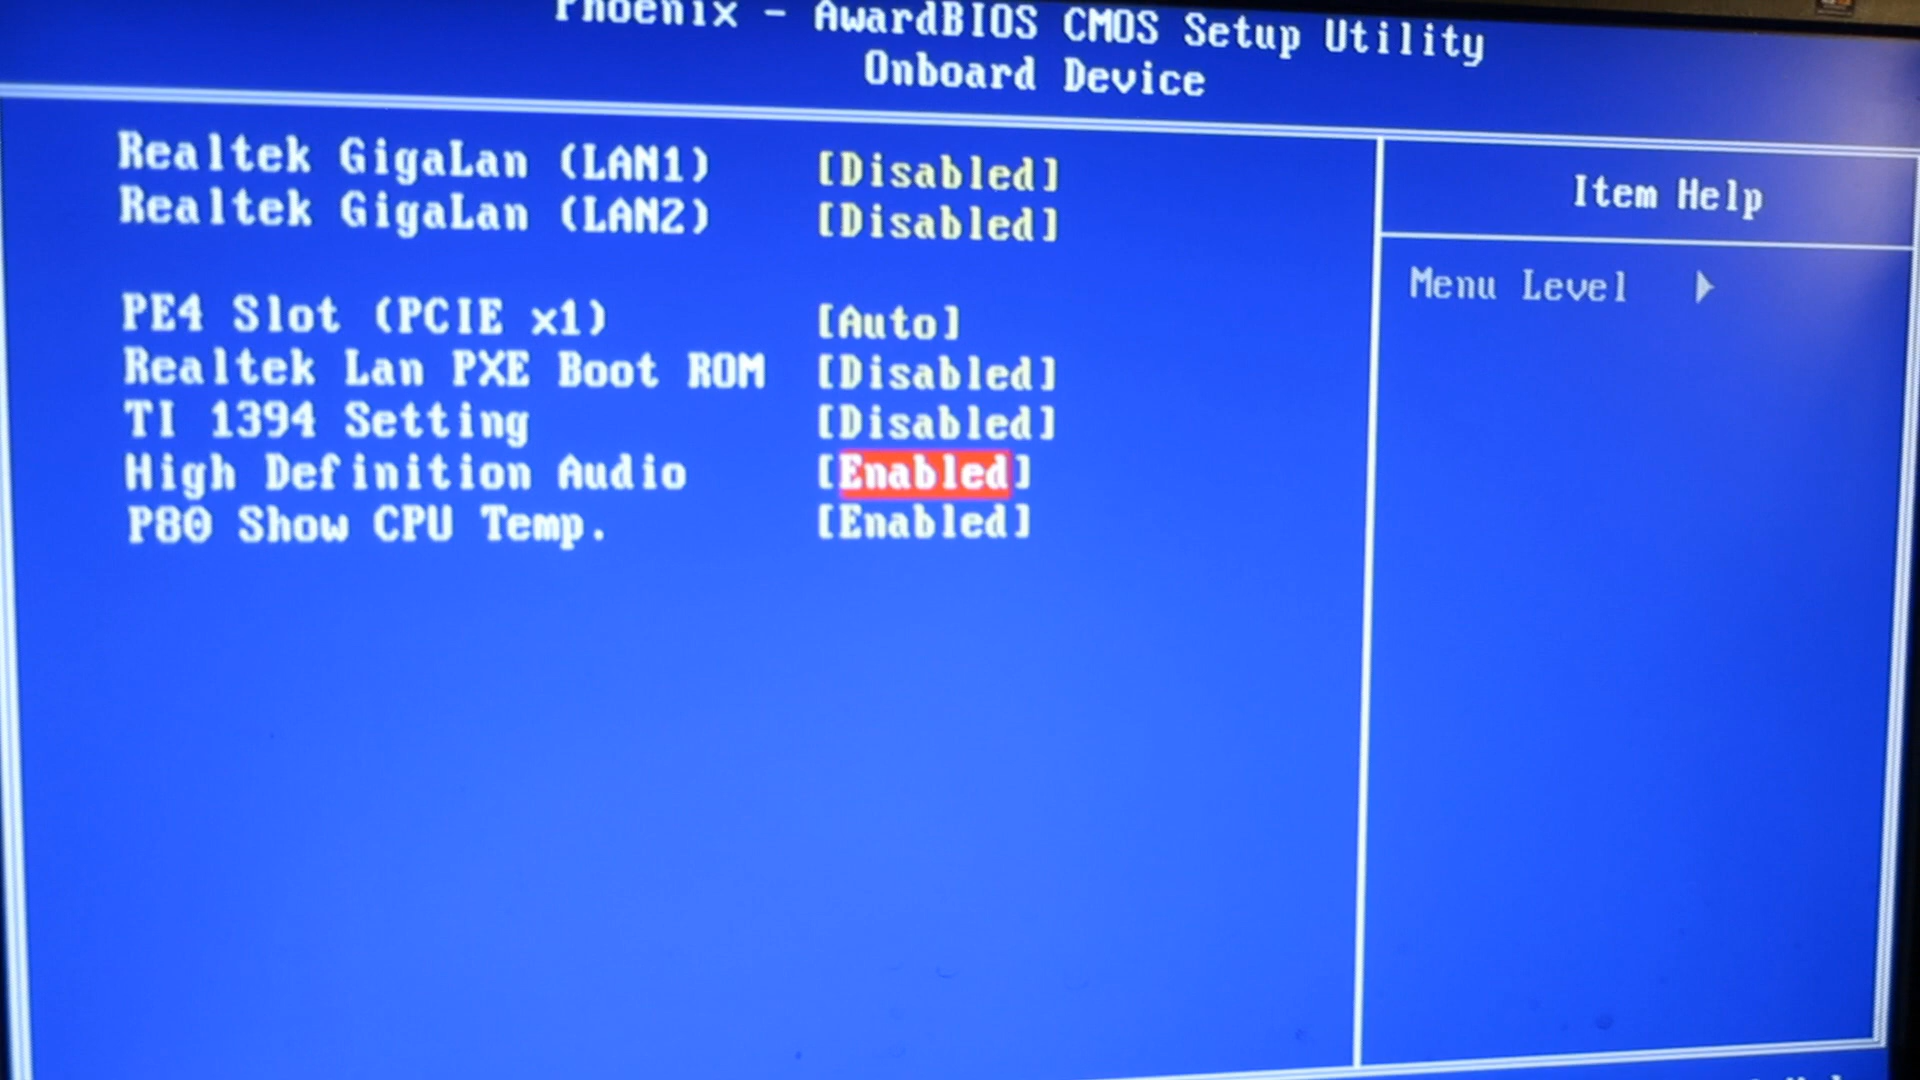 Phoenix - AwardBIOS CMOS Setup Utility
Onboard Device
Realtek GigaLan (LAN1) [Disabled]
Realtek GigaLan (LAN2) [Disabled]
PE4 Slot (PCIE x1) [Auto]
Realtek Lan PXE Boot ROM [Disabled]
TI 1394 Setting [Disabled]
High Definition Audio [Enabled]
P80 Show CPU Temp. [Enabled]
Item Help
Menu Level ▶